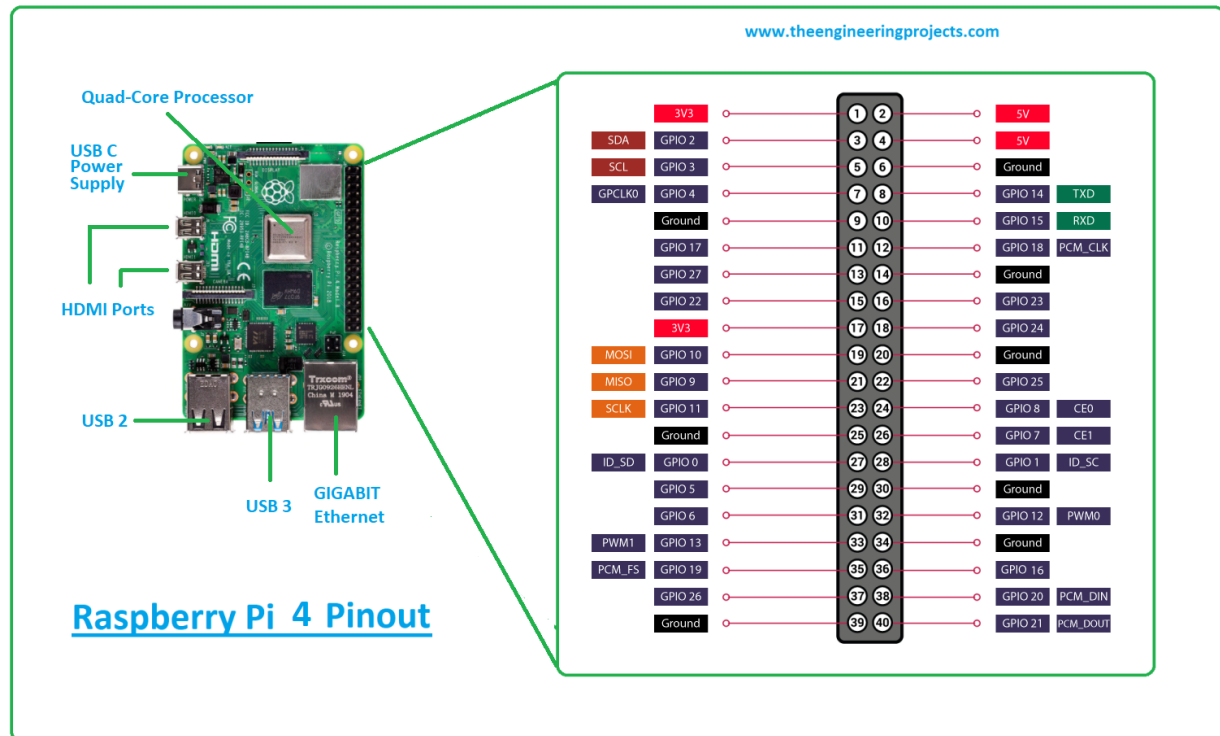 www.theengineeringprojects.com
Quad-Core Processor
USB C
Power
Supply
HDMI Ports
USB 2
USB 3
GIGABIT
Ethernet
Raspberry Pi 4 Pinout
HDMI
FC
CE
DISPLAY
Trxcom®
China M 1904
3V3 1 2 5V
SDA GPIO 2 3 4 5V
SCL GPIO 3 5 6 Ground
GPCLK0 GPIO 4 7 8 GPIO 14 TXD
Ground 9 10 GPIO 15 RXD
GPIO 17 11 12 GPIO 18 PCM_CLK
GPIO 27 13 14 Ground
GPIO 22 15 16 GPIO 23
3V3 17 18 GPIO 24
MOSI GPIO 10 19 20 Ground
MISO GPIO 9 21 22 GPIO 25
SCLK GPIO 11 23 24 GPIO 8 CE0
Ground 25 26 GPIO 7 CE1
ID_SD GPIO 0 27 28 GPIO 1 ID_SC
GPIO 5 29 30 Ground
GPIO 6 31 32 GPIO 12 PWM0
PWM1 GPIO 13 33 34 Ground
PCM_FS GPIO 19 35 36 GPIO 16
GPIO 26 37 38 GPIO 20 PCM_DIN
Ground 39 40 GPIO 21 PCM_DOUT